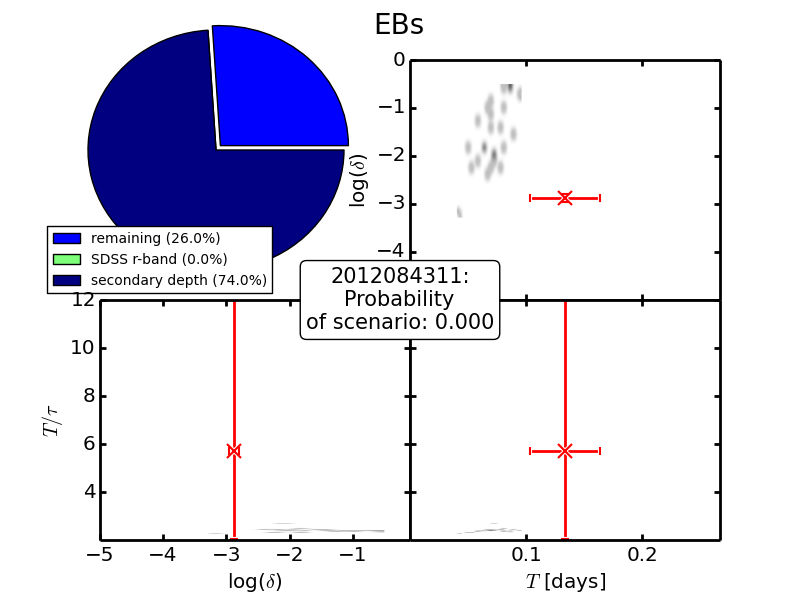 EBs
0
−1
−2
−3
−4
log(δ)
remaining (26.0%)
SDSS r-band (0.0%)
secondary depth (74.0%)
2012084311:
Probability
of scenario: 0.000
12
10
8
6
4
T/τ
−5 −4 −3 −2 −1
0.1 0.2
log(δ)
T [days]